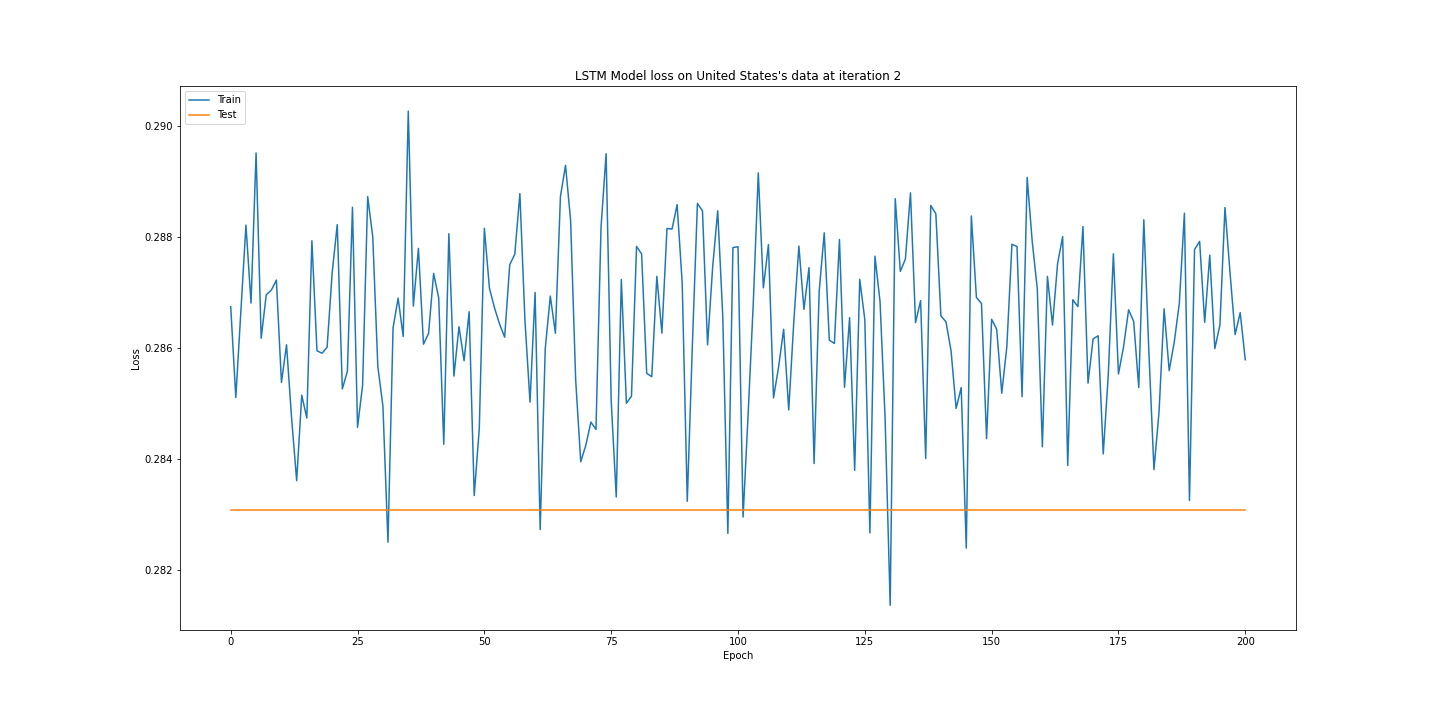 LSTM Model loss on United States's data at iteration 2
Train
Test
0.290
0.288
0.286
0.284
0.282
Loss
0 25 50 75 100 125 150 175 200
Epoch